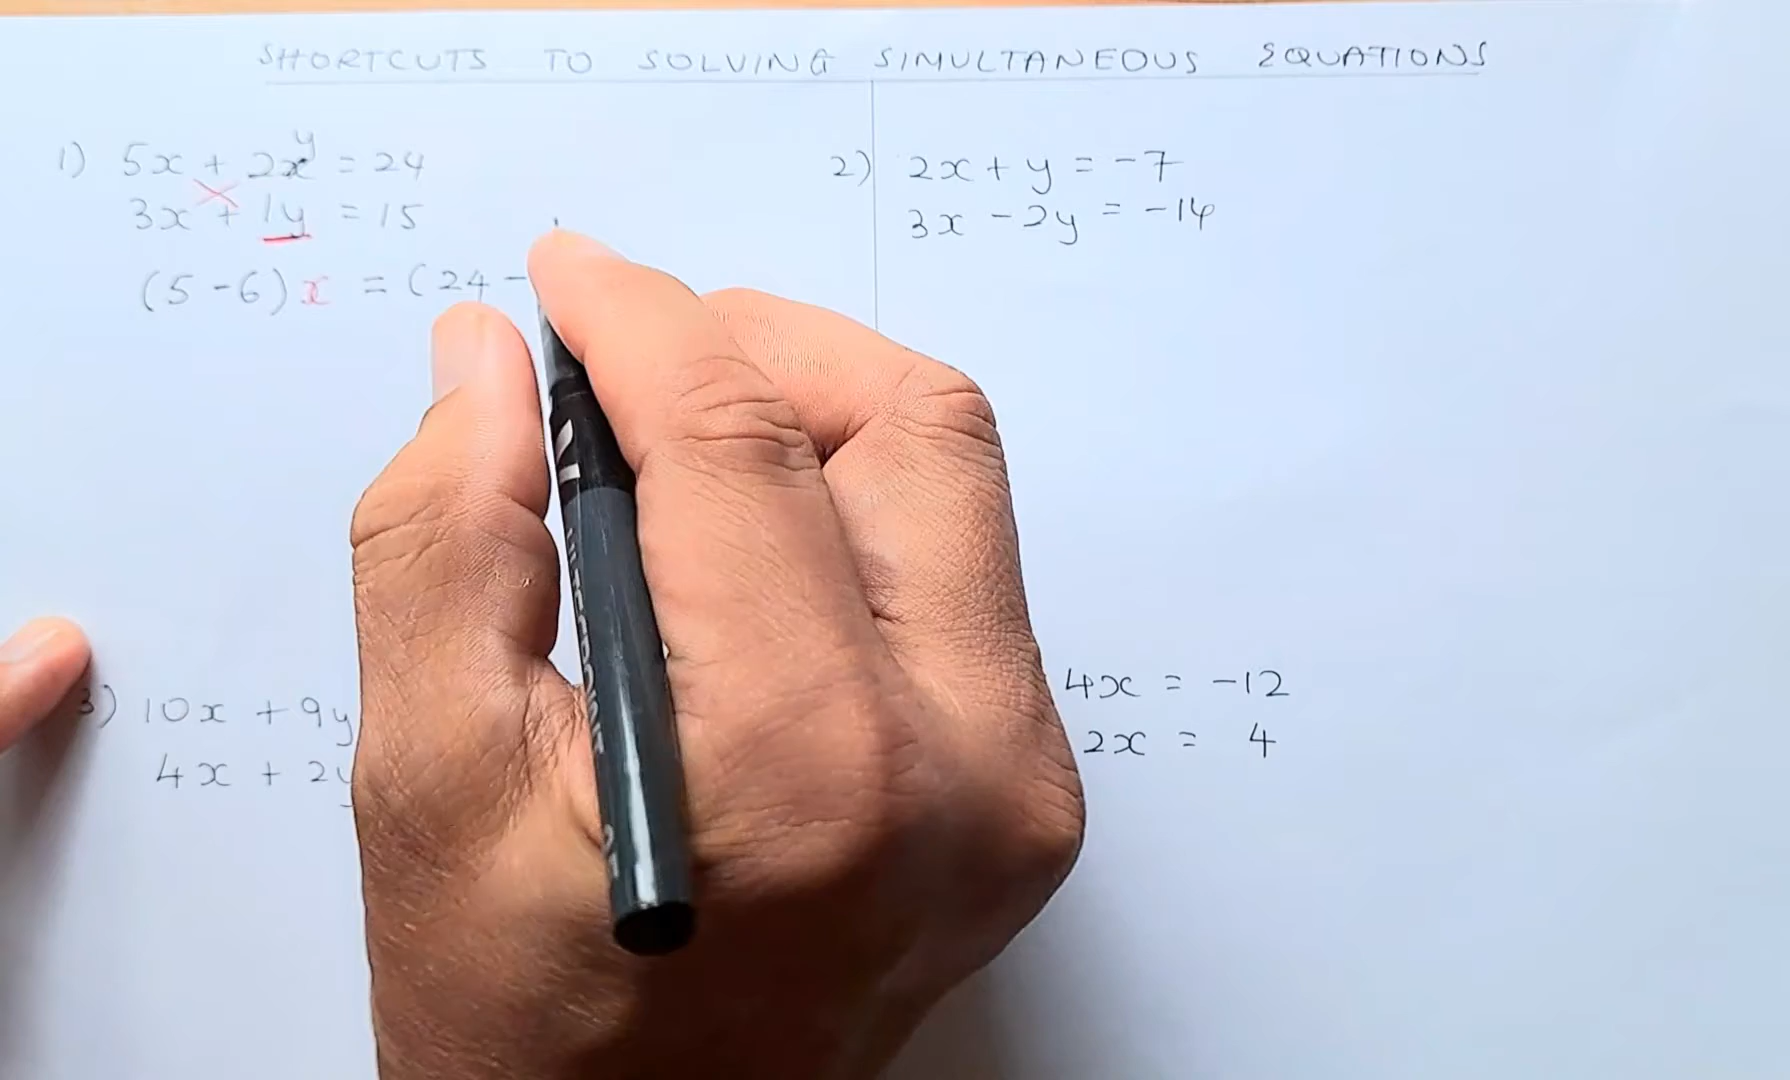 SHORTCUTS TO SOLVING SIMULTANEOUS EQUATIONS
1) 5x + 2xy = 24
3x + 1y = 15
(5 - 6) x = (24 -
2) 2x + y = -7
3x - 2y = -14
3) 10x + 9y
4x + 2y
4x = -12
2x = 4